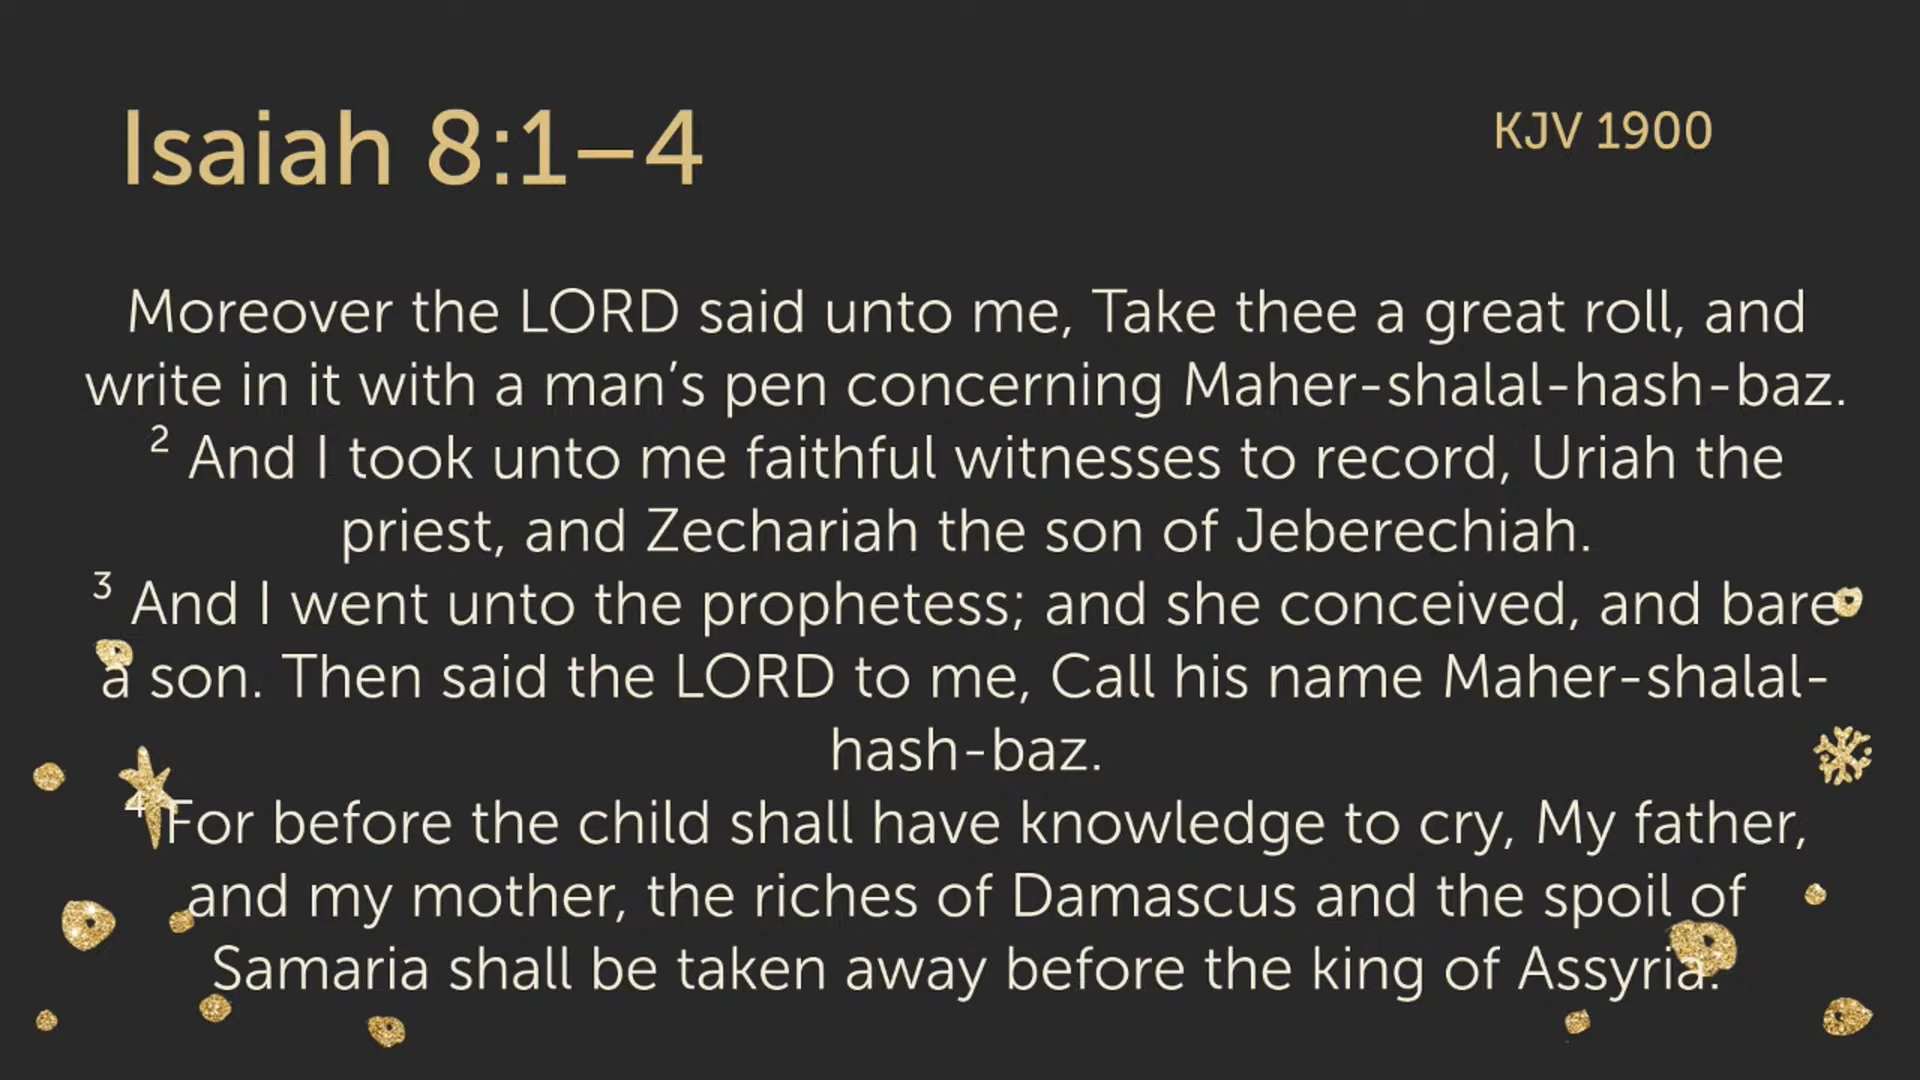 Isaiah 8:1–4
KJV 1900
Moreover the LORD said unto me, Take thee a great roll, and
write in it with a man’s pen concerning Maher-shalal-hash-baz.
2 And I took unto me faithful witnesses to record, Uriah the
priest, and Zechariah the son of Jeberechiah.
3 And I went unto the prophetess; and she conceived, and bare
a son. Then said the LORD to me, Call his name Maher-shalal-
hash-baz.
4 For before the child shall have knowledge to cry, My father,
and my mother, the riches of Damascus and the spoil of
Samaria shall be taken away before the king of Assyria.